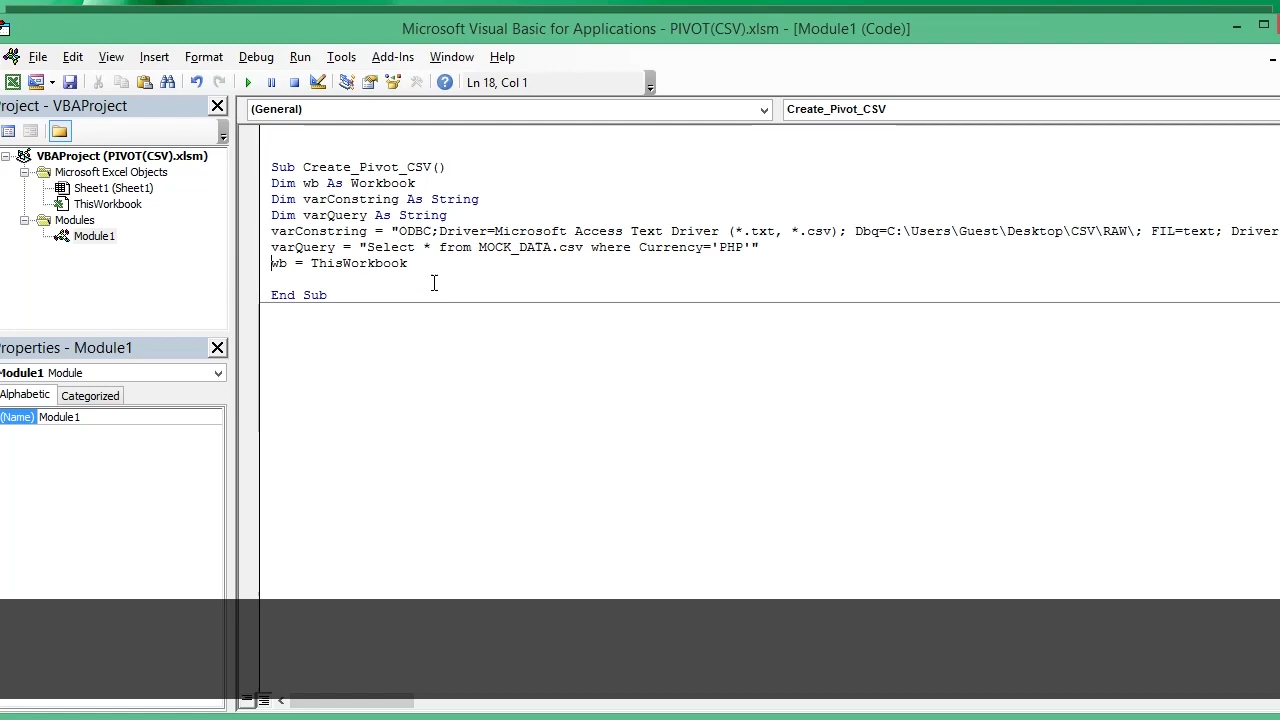 Microsoft Visual Basic for Applications - PIVOT(CSV).xlsm - [Module1 (Code)]
File Edit View Insert Format Debug Run Tools Add-Ins Window Help
Ln 18, Col 1
roject - VBAProject
(General)
Create_Pivot_CSV
VBAProject (PIVOT(CSV).xlsm)
Microsoft Excel Objects
Sheet1 (Sheet1)
ThisWorkbook
Modules
Module1
Sub Create_Pivot_CSV()
Dim wb As Workbook
Dim varConstring As String
Dim varQuery As String
varConstring = "ODBC;Driver=Microsoft Access Text Driver (*.txt, *.csv); Dbq=C:\Users\Guest\Desktop\CSV\RAW\; FIL=text; Driver
varQuery = "Select * from MOCK_DATA.csv where Currency='PHP'"
wb = ThisWorkbook
End Sub
roperties - Module1
Module1 Module
Alphabetic Categorized
(Name) Module1